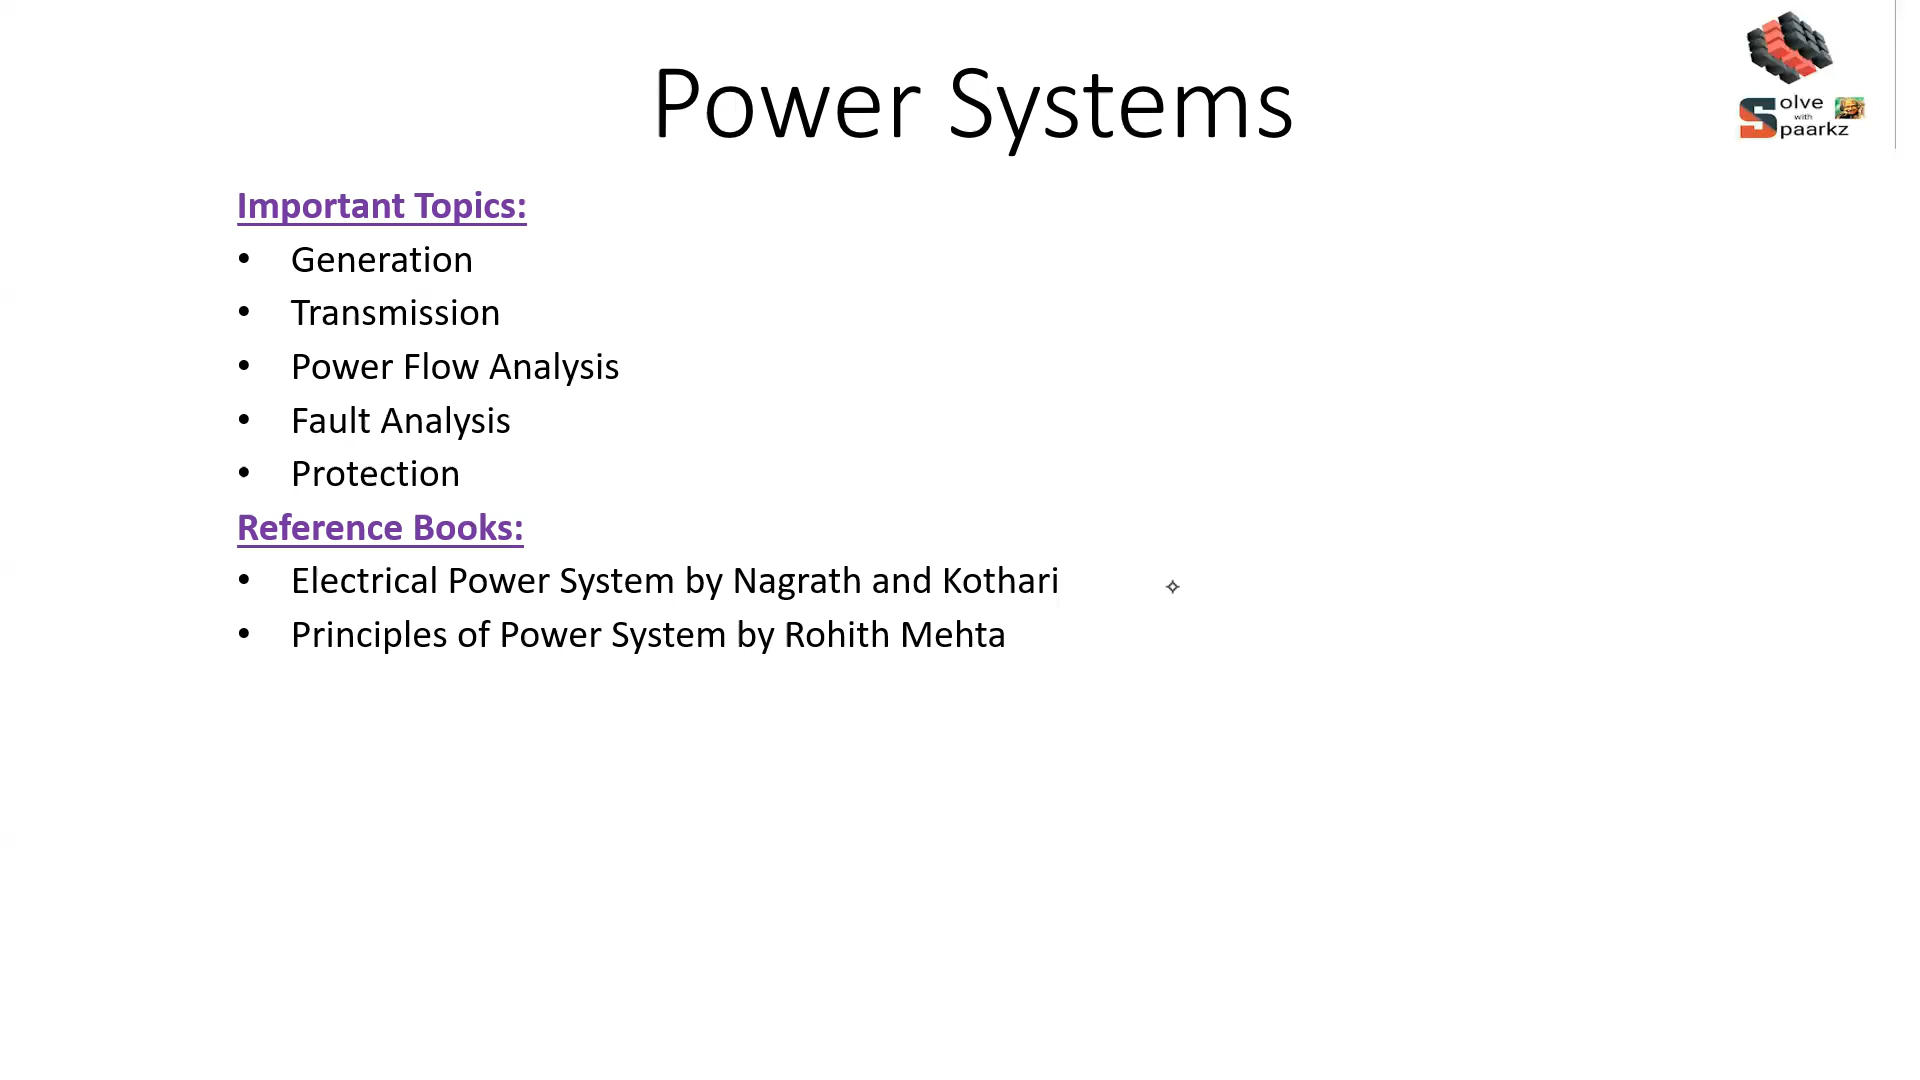 Power Systems
Solve
with
Spaarkz
Important Topics:
• Generation
• Transmission
• Power Flow Analysis
• Fault Analysis
• Protection
Reference Books:
• Electrical Power System by Nagrath and Kothari
• Principles of Power System by Rohith Mehta